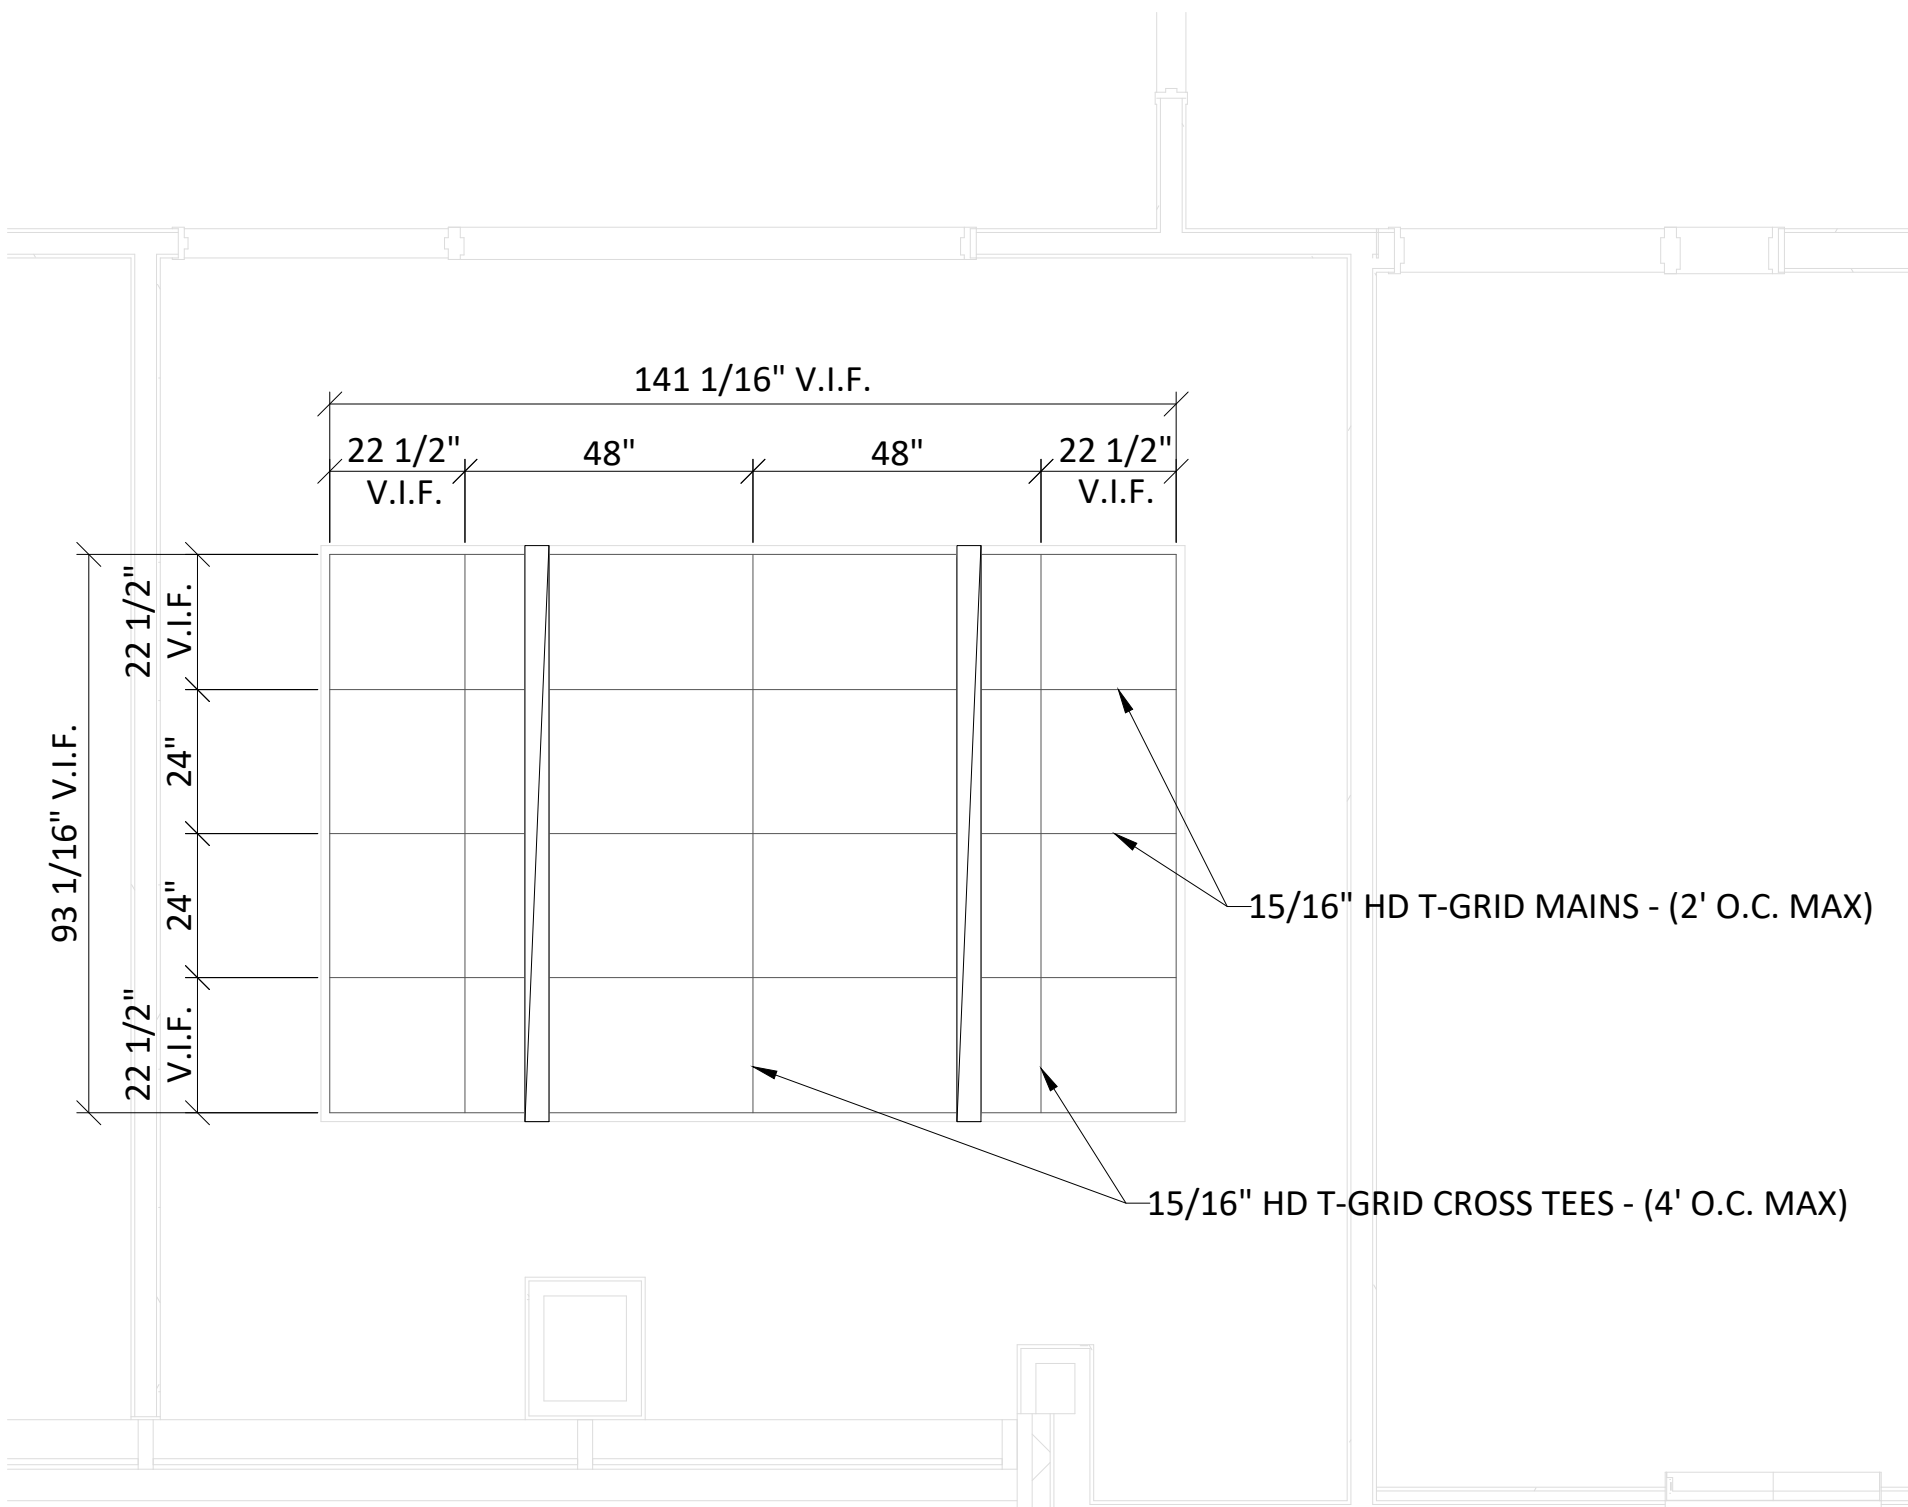 141 1/16" V.I.F.
22 1/2"
V.I.F.
48"
48"
22 1/2"
V.I.F.
93 1/16" V.I.F.
22 1/2"
V.I.F.
24"
24"
22 1/2"
V.I.F.
15/16" HD T-GRID MAINS - (2' O.C. MAX)
15/16" HD T-GRID CROSS TEES - (4' O.C. MAX)